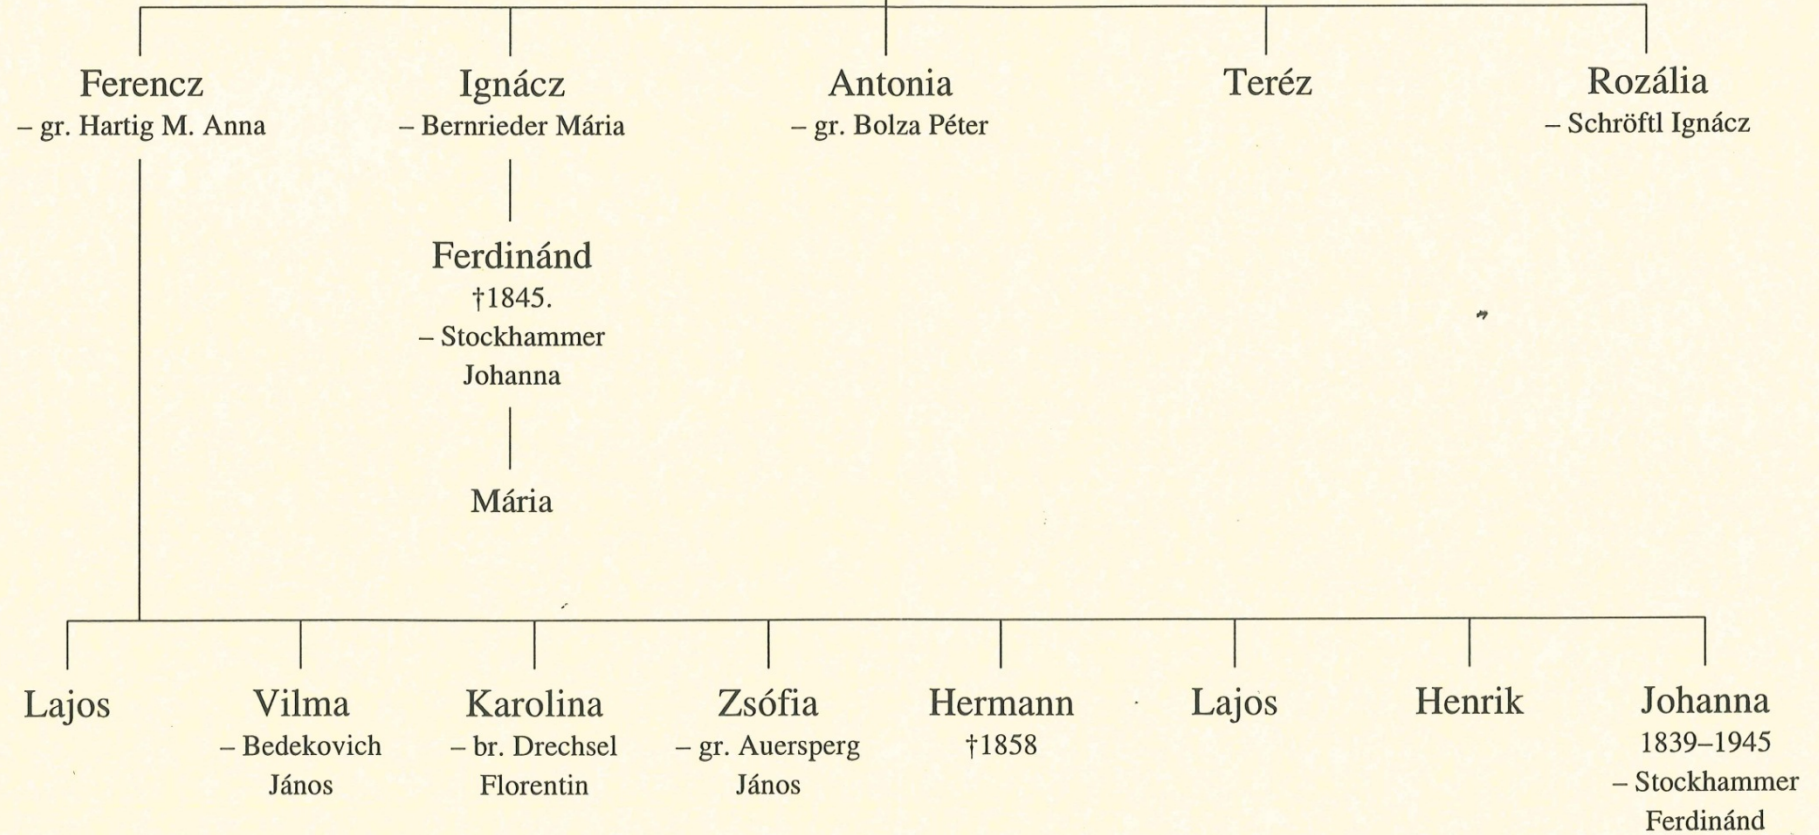 Ferencz
– gr. Hartig M. Anna
Ignácz
– Bernrieder Mária
Antonia
– gr. Bolza Péter
Teréz
Rozália
– Schröftl Ignácz
Ferdinánd
†1845.
– Stockhammer
Johanna
Mária
Lajos
Vilma
– Bedekovich
János
Karolina
– br. Drechsel
Florentin
Zsófia
– gr. Auersperg
János
Hermann
†1858
Lajos
Henrik
Johanna
1839–1945
– Stockhammer
Ferdinánd